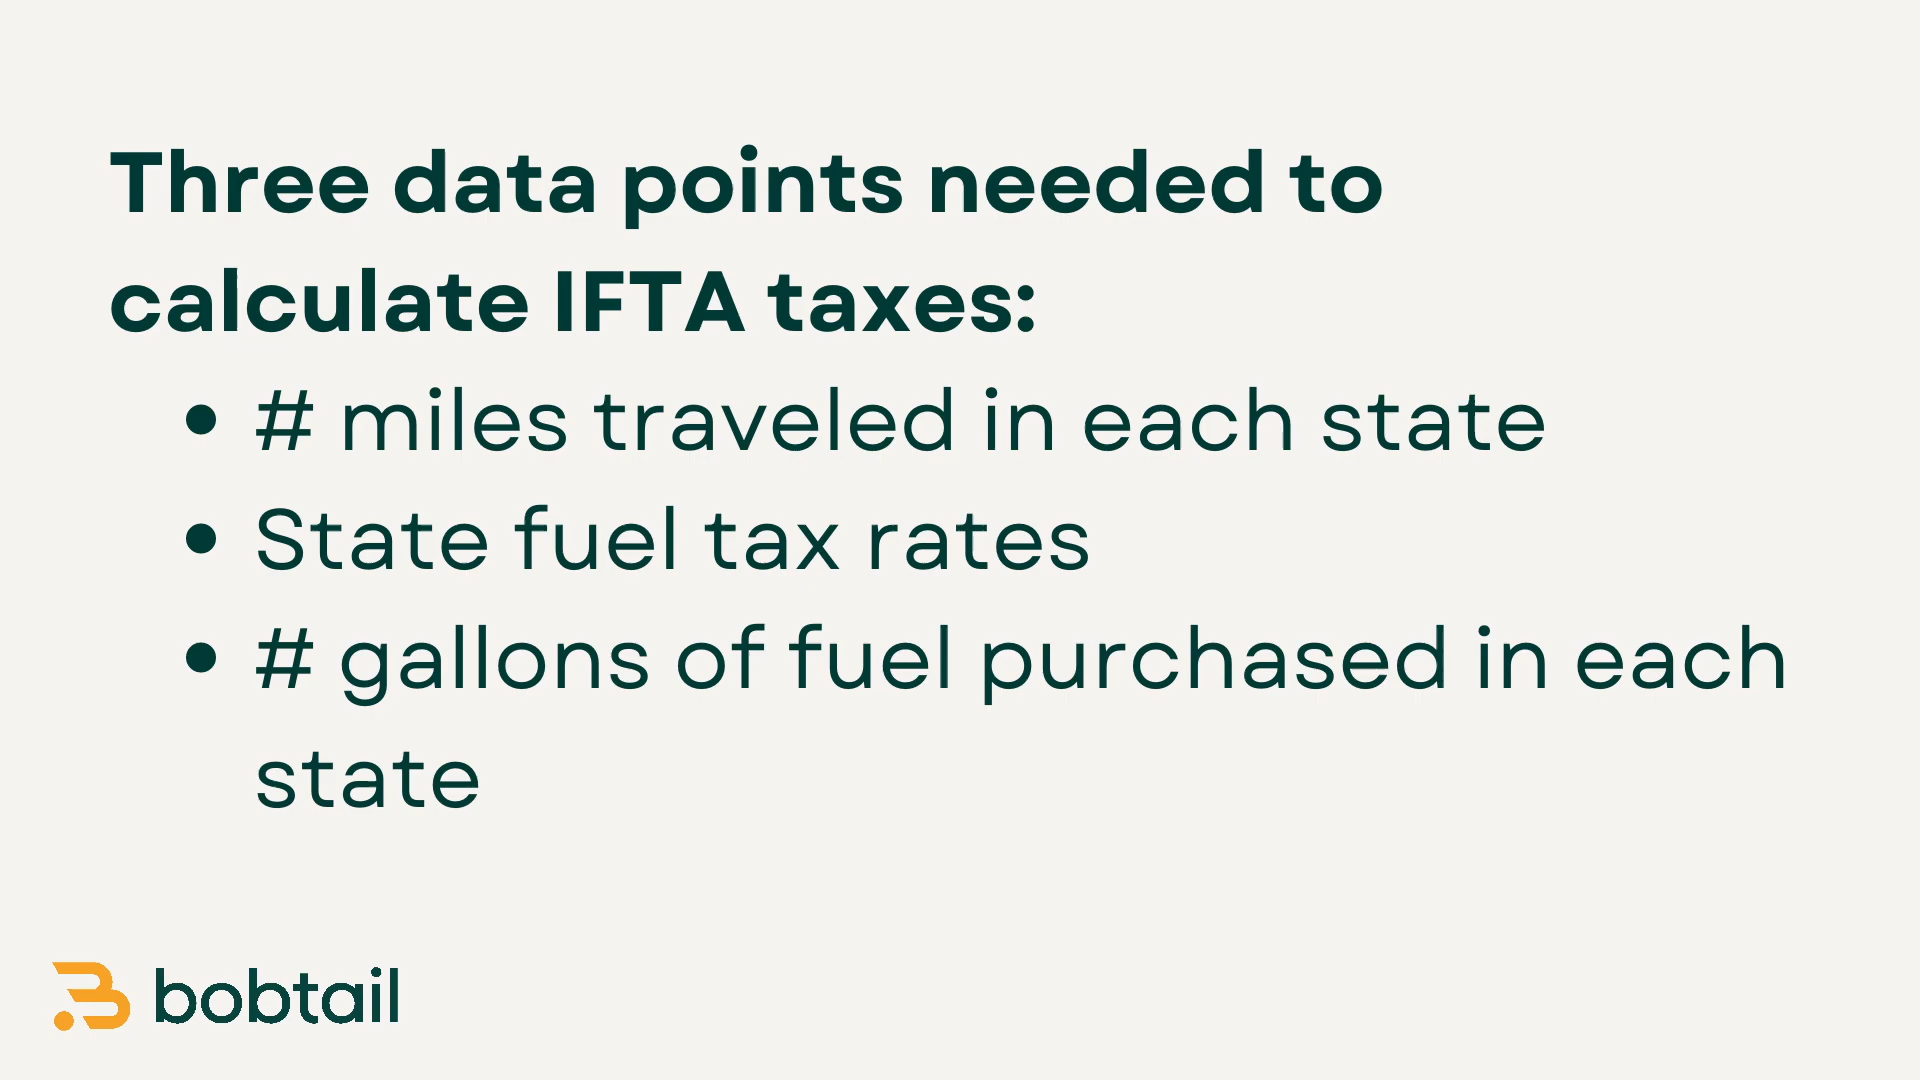 Three data points needed to
calculate IFTA taxes:
• # miles traveled in each state
• State fuel tax rates
• # gallons of fuel purchased in each
state
bobtail